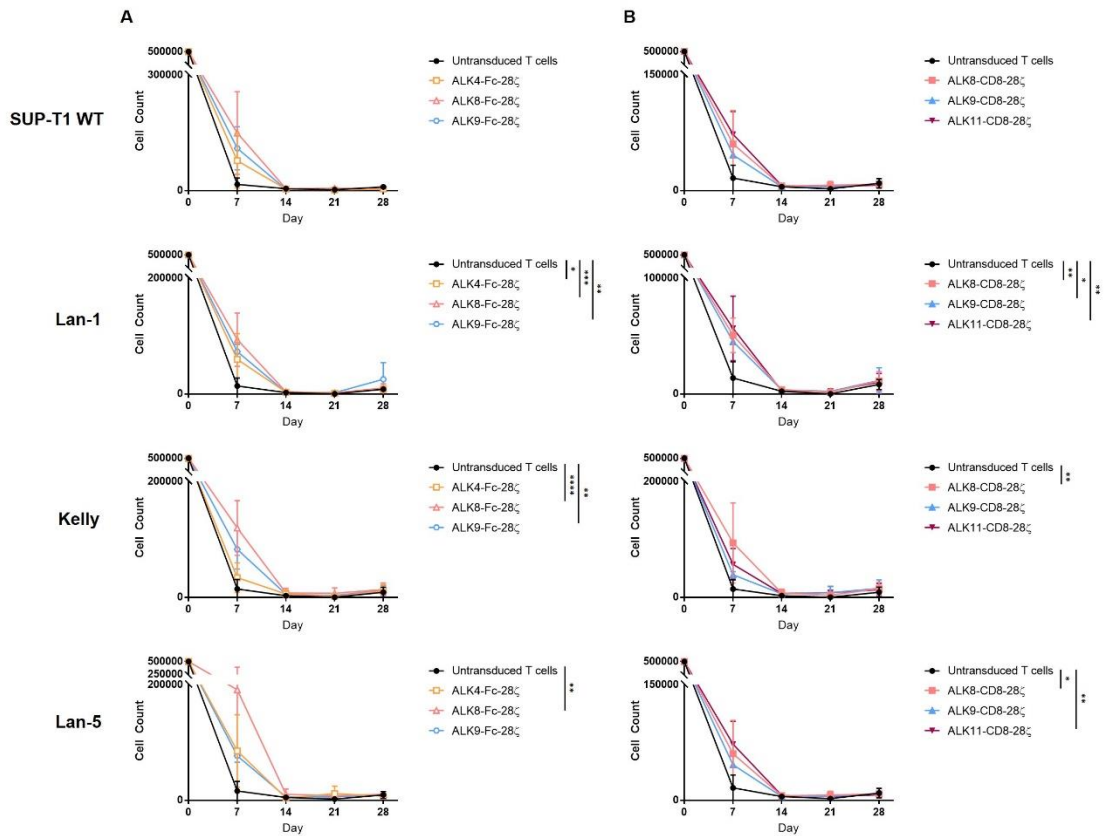 A
B
SUP-T1 WT
500000
300000
0
Cell Count
0 7 14 21 28
Day
Untransduced T cells
ALK4-Fc-28ζ
ALK8-Fc-28ζ
ALK9-Fc-28ζ
500000
150000
0
Cell Count
0 7 14 21 28
Day
Untransduced T cells
ALK8-CD8-28ζ
ALK9-CD8-28ζ
ALK11-CD8-28ζ
Lan-1
500000
200000
0
Cell Count
0 7 14 21 28
Day
Untransduced T cells
ALK4-Fc-28ζ
ALK8-Fc-28ζ
ALK9-Fc-28ζ
* *** **
500000
100000
0
Cell Count
0 7 14 21 28
Day
Untransduced T cells
ALK8-CD8-28ζ
ALK9-CD8-28ζ
ALK11-CD8-28ζ
** * **
Kelly
500000
200000
0
Cell Count
0 7 14 21 28
Day
Untransduced T cells
ALK4-Fc-28ζ
ALK8-Fc-28ζ
ALK9-Fc-28ζ
**** **
500000
200000
0
Cell Count
0 7 14 21 28
Day
Untransduced T cells
ALK8-CD8-28ζ
ALK9-CD8-28ζ
ALK11-CD8-28ζ
**
Lan-5
500000
250000
200000
0
Cell Count
0 7 14 21 28
Day
Untransduced T cells
ALK4-Fc-28ζ
ALK8-Fc-28ζ
ALK9-Fc-28ζ
**
500000
150000
0
Cell Count
0 7 14 21 28
Day
Untransduced T cells
ALK8-CD8-28ζ
ALK9-CD8-28ζ
ALK11-CD8-28ζ
* **